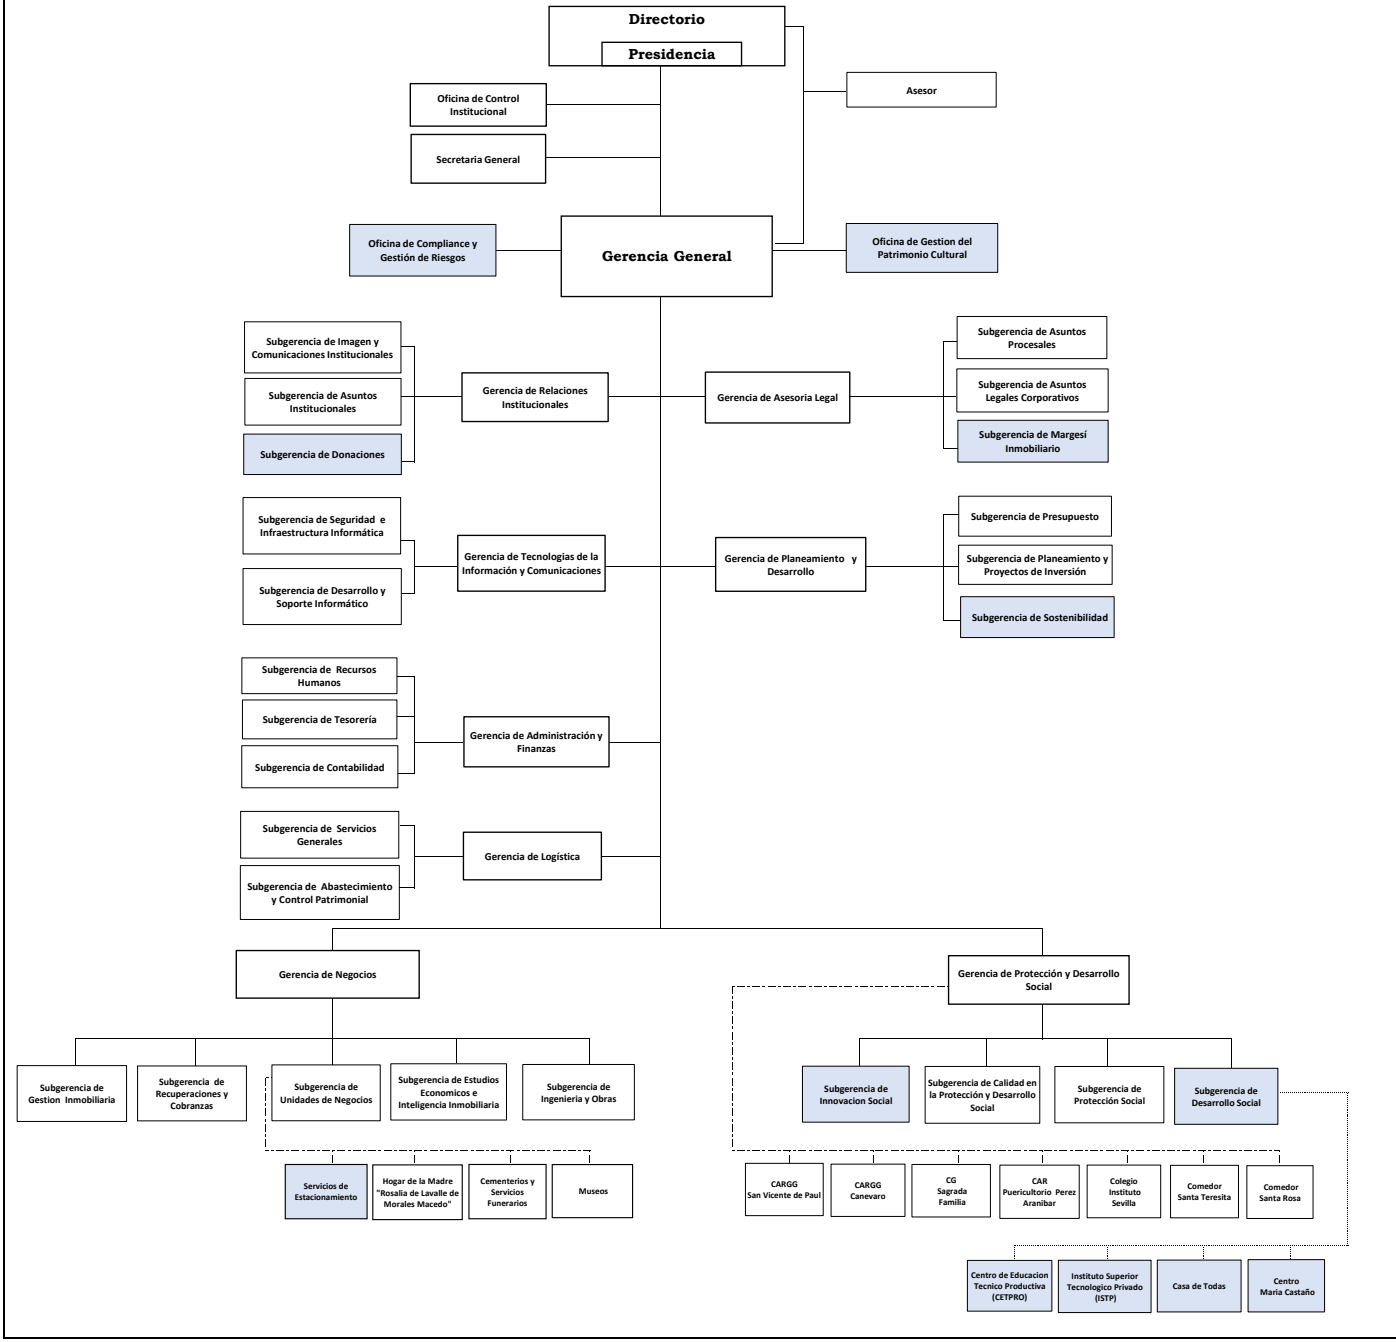 Directorio
Presidencia
Oficina de Control
Institucional
Asesor
Secretaria General
Oficina de Compliance y
Gestión de Riesgos
Gerencia General
Oficina de Gestion del
Patrimonio Cultural
Subgerencia de Imagen y
Comunicaciones Institucionales
Subgerencia de Asuntos
Institucionales
Subgerencia de Donaciones
Gerencia de Relaciones
Institucionales
Gerencia de Asesoria Legal
Subgerencia de Asuntos
Procesales
Subgerencia de Asuntos
Legales Corporativos
Subgerencia de Margesí
Inmobiliario
Subgerencia de Seguridad e
Infraestructura Informática
Subgerencia de Desarrollo y
Soporte Informático
Gerencia de Tecnologias de la
Información y Comunicaciones
Gerencia de Planeamiento y
Desarrollo
Subgerencia de Presupuesto
Subgerencia de Planeamiento y
Proyectos de Inversión
Subgerencia de Sostenibilidad
Subgerencia de Recursos
Humanos
Subgerencia de Tesorería
Subgerencia de Contabilidad
Gerencia de Administración y
Finanzas
Subgerencia de Servicios
Generales
Subgerencia de Abastecimiento
y Control Patrimonial
Gerencia de Logística
Gerencia de Negocios
Gerencia de Protección y Desarrollo
Social
Subgerencia de
Gestion Inmobiliaria
Subgerencia de
Recuperaciones y
Cobranzas
Subgerencia de
Unidades de Negocios
Subgerencia de Estudios
Economicos e
Inteligencia Inmobiliaria
Subgerencia de
Ingenieria y Obras
Subgerencia de
Innovacion Social
Subgerencia de Calidad en
la Protección y Desarrollo
Social
Subgerencia de
Protección Social
Subgerencia de
Desarrollo Social
Servicios de
Estacionamiento
Hogar de la Madre
"Rosalia de Lavalle de
Morales Macedo"
Cementerios y
Servicios
Funerarios
Museos
CARGG
San Vicente de Paul
CARGG
Canevaro
CG
Sagrada
Familia
CAR
Puericultorio Perez
Aranibar
Colegio
Instituto
Sevilla
Comedor
Santa Teresita
Comedor
Santa Rosa
Centro de Educacion
Tecnico Productiva
(CETPRO)
Instituto Superior
Tecnologico Privado
(ISTP)
Casa de Todas
Centro
Maria Castaño